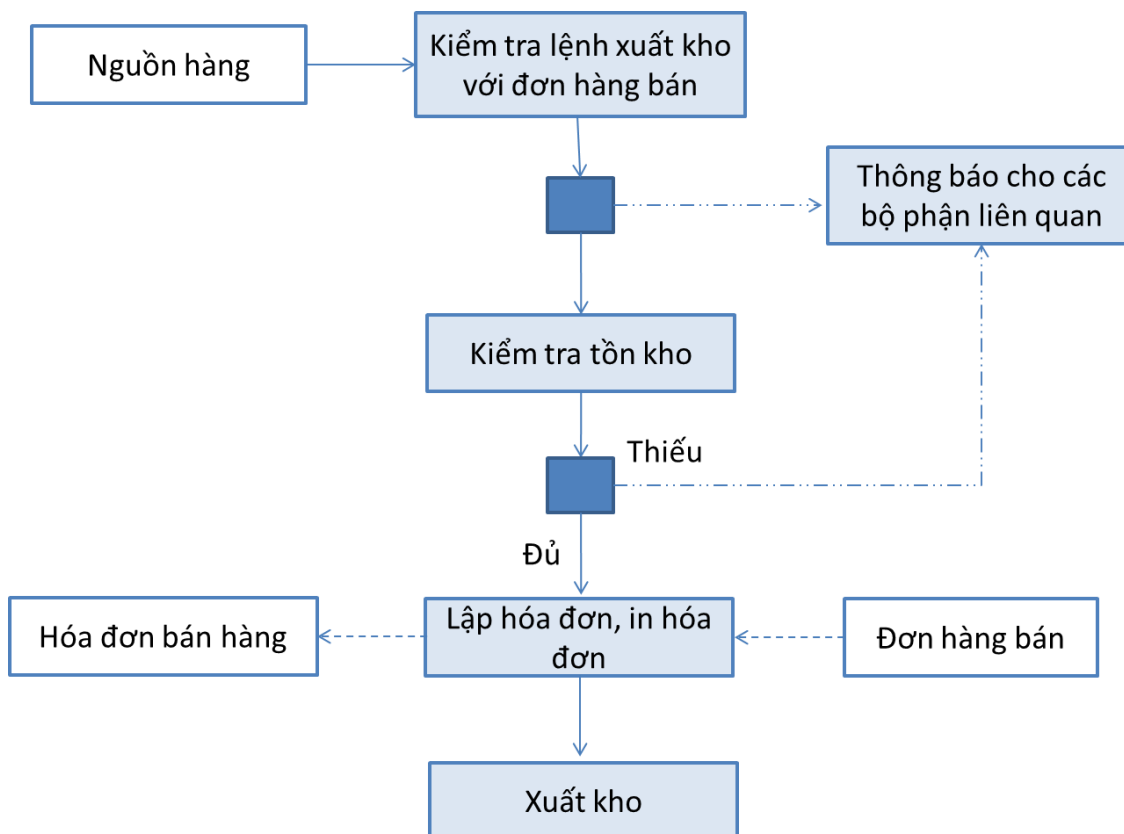 Nguồn hàng
Kiểm tra lệnh xuất kho
với đơn hàng bán
Thông báo cho các
bộ phận liên quan
Kiểm tra tồn kho
Thiếu
Đủ
Hóa đơn bán hàng
Lập hóa đơn, in hóa
đơn
Đơn hàng bán
Xuất kho